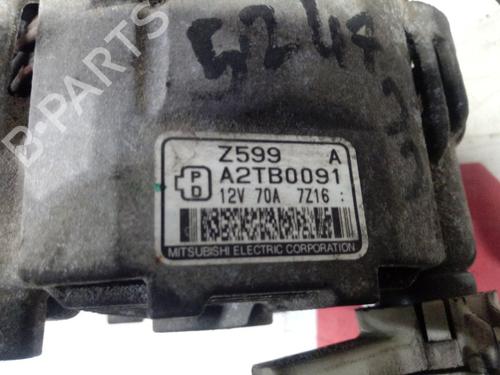 B-PARTS
Z599 A
P
D
A2TB0091
12V 70A 7Z16 :
MITSUBISHI ELECTRIC CORPORATION